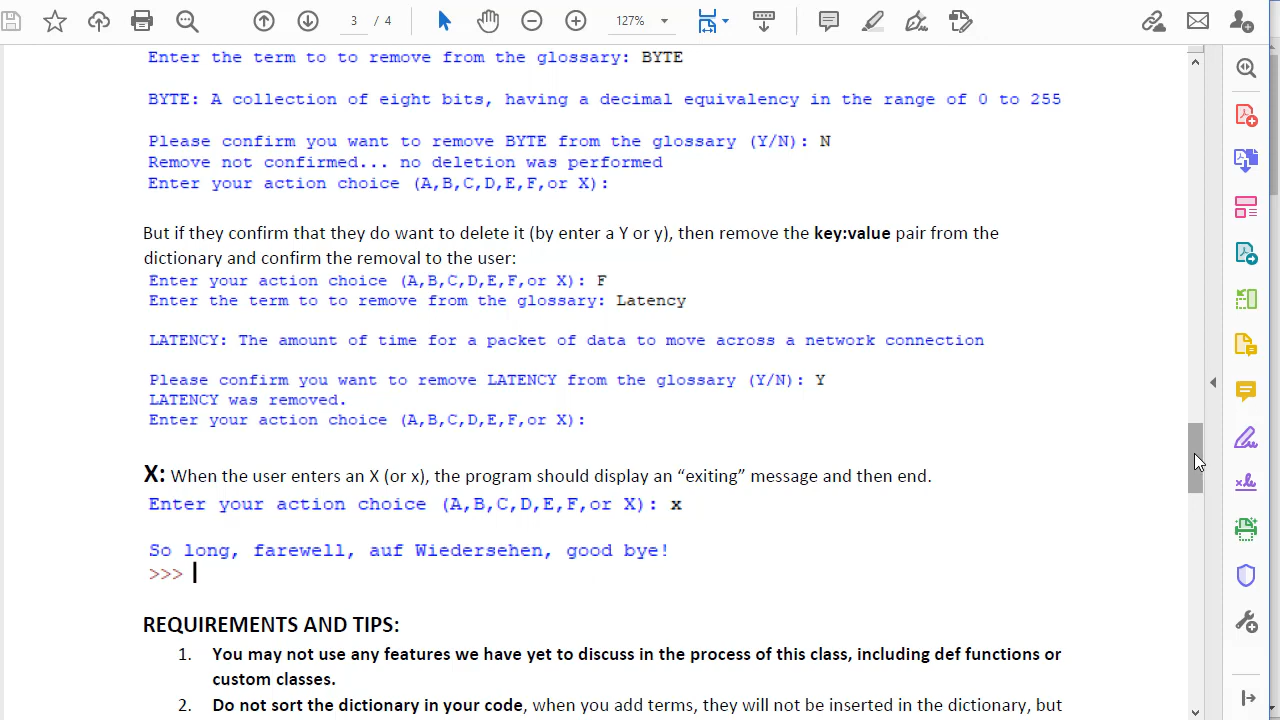 3 / 4
127%
Enter the term to to remove from the glossary: BYTE
BYTE: A collection of eight bits, having a decimal equivalency in the range of 0 to 255
Please confirm you want to remove BYTE from the glossary (Y/N): N
Remove not confirmed... no deletion was performed
Enter your action choice (A,B,C,D,E,F,or X):
But if they confirm that they do want to delete it (by enter a Y or y), then remove the key:value pair from the
dictionary and confirm the removal to the user:
Enter your action choice (A,B,C,D,E,F,or X): F
Enter the term to to remove from the glossary: Latency
LATENCY: The amount of time for a packet of data to move across a network connection
Please confirm you want to remove LATENCY from the glossary (Y/N): Y
LATENCY was removed.
Enter your action choice (A,B,C,D,E,F,or X):
X: When the user enters an X (or x), the program should display an “exiting” message and then end.
Enter your action choice (A,B,C,D,E,F,or X): x
So long, farewell, auf Wiedersehen, good bye!
>>>
REQUIREMENTS AND TIPS:
1. You may not use any features we have yet to discuss in the process of this class, including def functions or
custom classes.
2. Do not sort the dictionary in your code, when you add terms, they will not be inserted in the dictionary, but